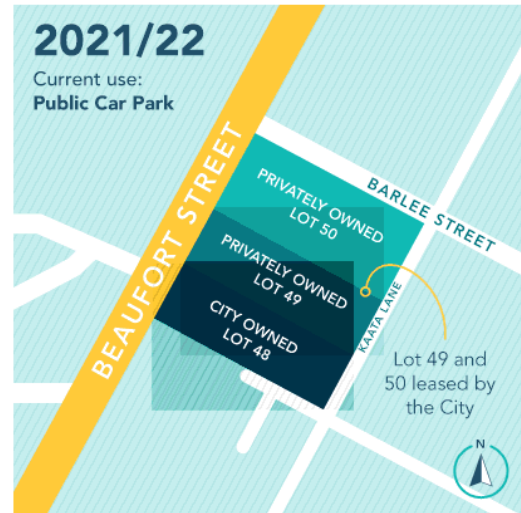 2021/22
Current use:
Public Car Park
BEAUFORT STREET
BARLEE STREET
PRIVATELY OWNED
LOT 50
PRIVATELY OWNED
LOT 49
CITY OWNED
LOT 48
KAATA LANE
Lot 49 and
50 leased by
the City
N